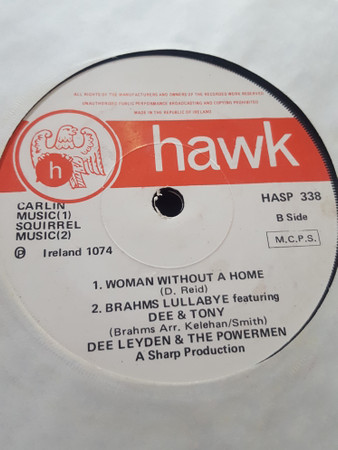 ALL RIGHTS OF THE MANUFACTURERS AND OWNERS OF THE RECORDED WORK RESERVED
UNAUTHORISED PUBLIC PERFORMANCE BROADCASTING AND COPYING PROHIBITED
MADE IN THE REPUBLIC OF IRELAND
h
hawk
CARLIN
MUSIC(1)
SQUIRREL
MUSIC(2)
HASP 338
B Side
M.C.P.S.
Ⓟ Ireland 1074
1. WOMAN WITHOUT A HOME
(D. Reid)
2. BRAHMS LULLABYE featuring
DEE & TONY
(Brahms Arr. Kelehan/Smith)
DEE LEYDEN & THE POWERMEN
A Sharp Production